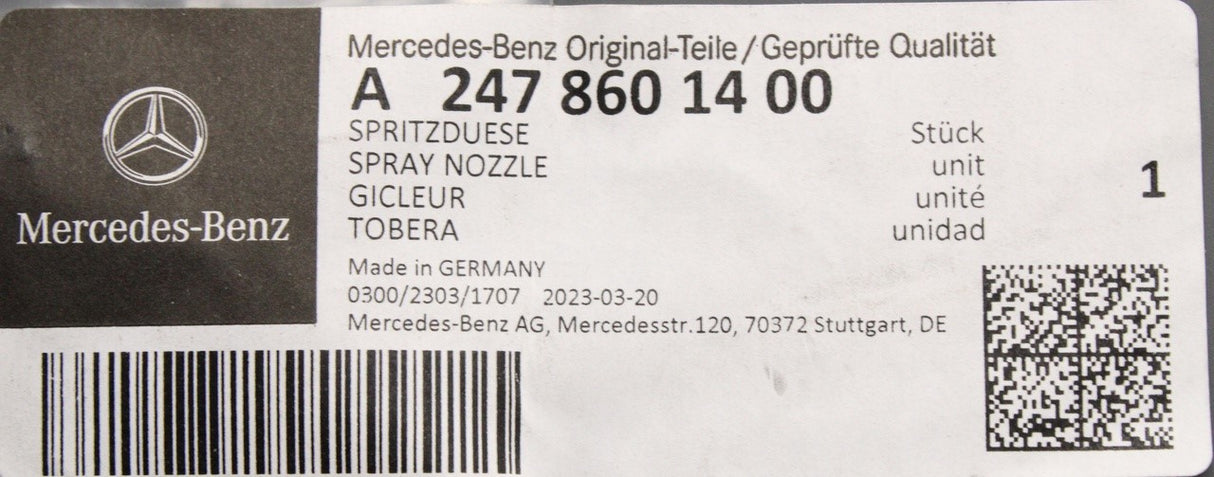 Mercedes-Benz
Mercedes-Benz Original-Teile/Geprüfte Qualität
A 247 860 14 00
SPRITZDUESE Stück
SPRAY NOZZLE unit
GICLEUR unité
TOBERA unidad
1
Made in GERMANY
0300/2303/1707 2023-03-20
Mercedes-Benz AG, Mercedesstr.120, 70372 Stuttgart, DE